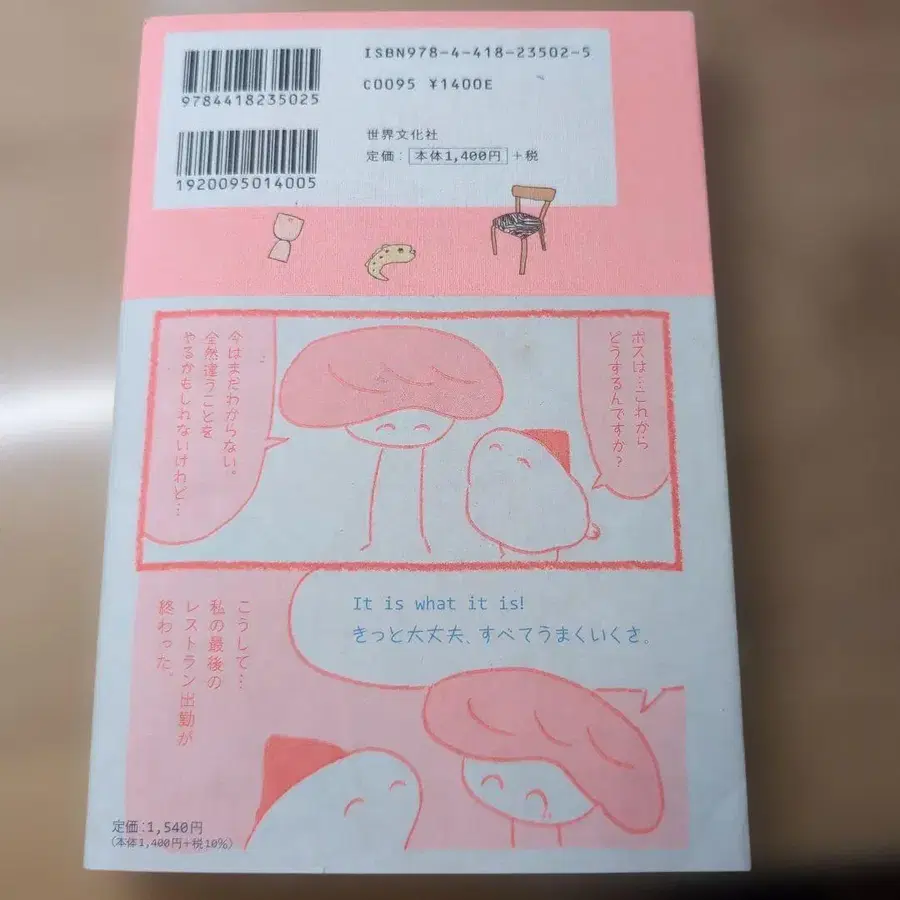 ISBN978-4-418-23502-5
C0095 ¥1400E
9784418235025
世界文化社
定価：本体1,400円＋税
1920095014005
ボスは…これから
どうするんですか？
今はまだわからない。
全然違うことを
やるかもしれないけれど…
It is what it is!
きっと大丈夫、すべてうまくいくさ。
こうして…
私の最後の
レストラン出勤が
終わった。
定価：1,540円
（本体1,400円＋税10%）